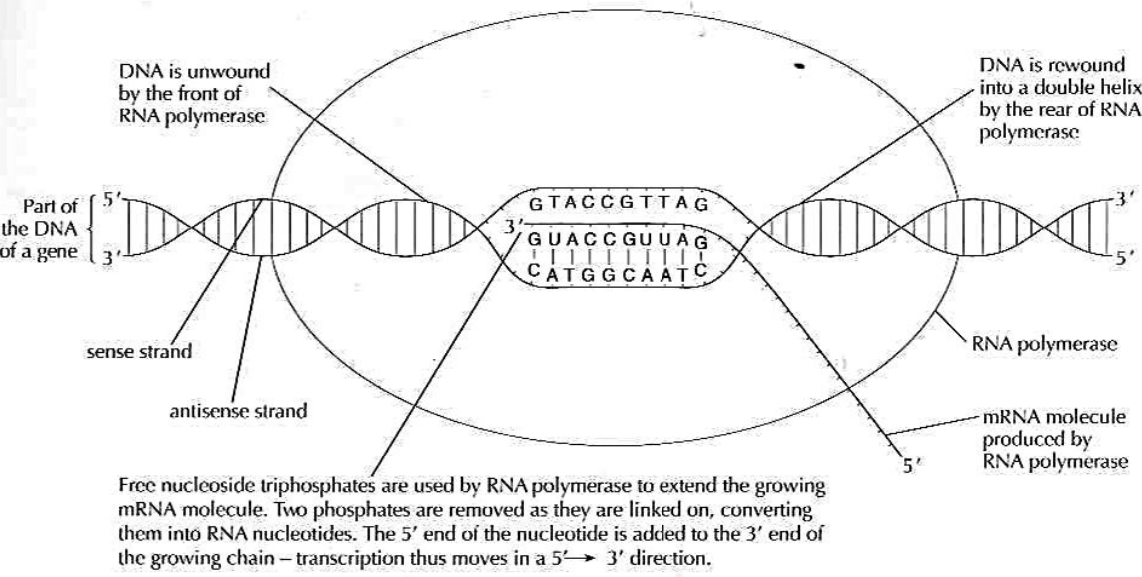 DNA is unwound
by the front of
RNA polymerase
DNA is rewound
into a double helix
by the rear of RNA
polymerase
Part of
the DNA
of a gene
5′
3′
3′
5′
GTACCGTTAG
3′
GUACCGUUAG
CATGGCAATC
sense strand
antisense strand
RNA polymerase
mRNA molecule
produced by
RNA polymerase
5′
Free nucleoside triphosphates are used by RNA polymerase to extend the growing
mRNA molecule. Two phosphates are removed as they are linked on, converting
them into RNA nucleotides. The 5′ end of the nucleotide is added to the 3′ end of
the growing chain – transcription thus moves in a 5′→ 3′ direction.